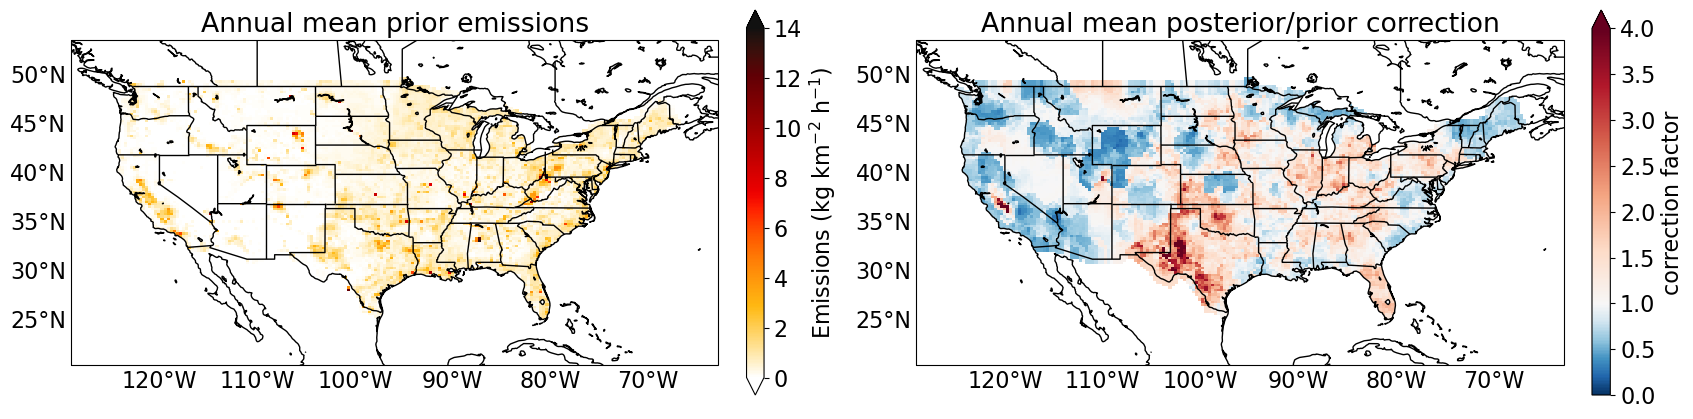 Annual mean prior emissions
50°N
45°N
40°N
35°N
30°N
25°N
120°W 110°W 100°W 90°W 80°W 70°W
14
12
10
8
6
4
2
0
Emissions (kg km⁻² h⁻¹)
Annual mean posterior/prior correction
50°N
45°N
40°N
35°N
30°N
25°N
120°W 110°W 100°W 90°W 80°W 70°W
4.0
3.5
3.0
2.5
2.0
1.5
1.0
0.5
0.0
correction factor